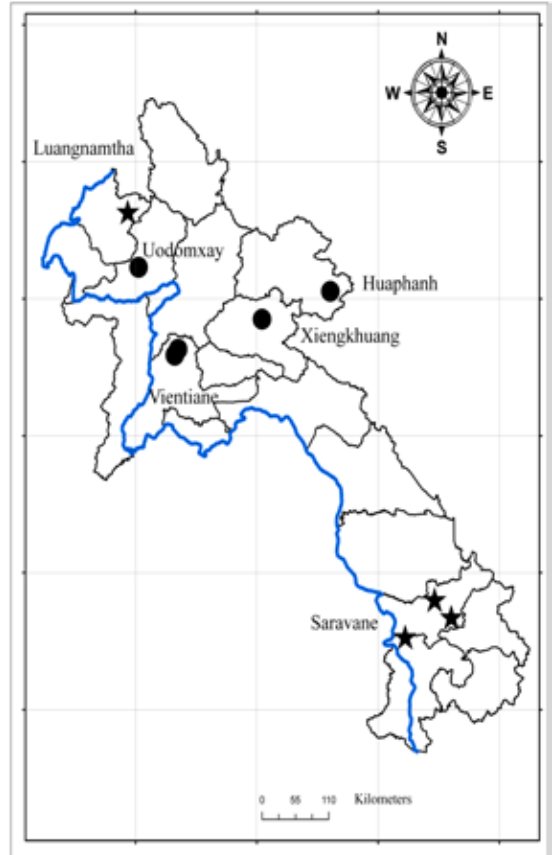 N
W E
S
Luangnamtha
Uodomxay
Huaphanh
Xiengkhuang
Vientiane
Saravane
0 55 110 Kilometers